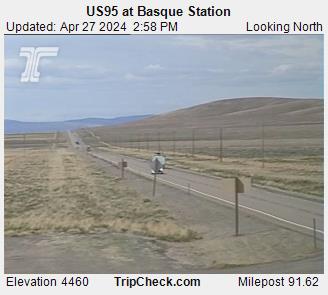 US95 at Basque Station
Updated: Apr 27 2024 2:58 PM Looking North
Elevation 4460 TripCheck.com Milepost 91.62